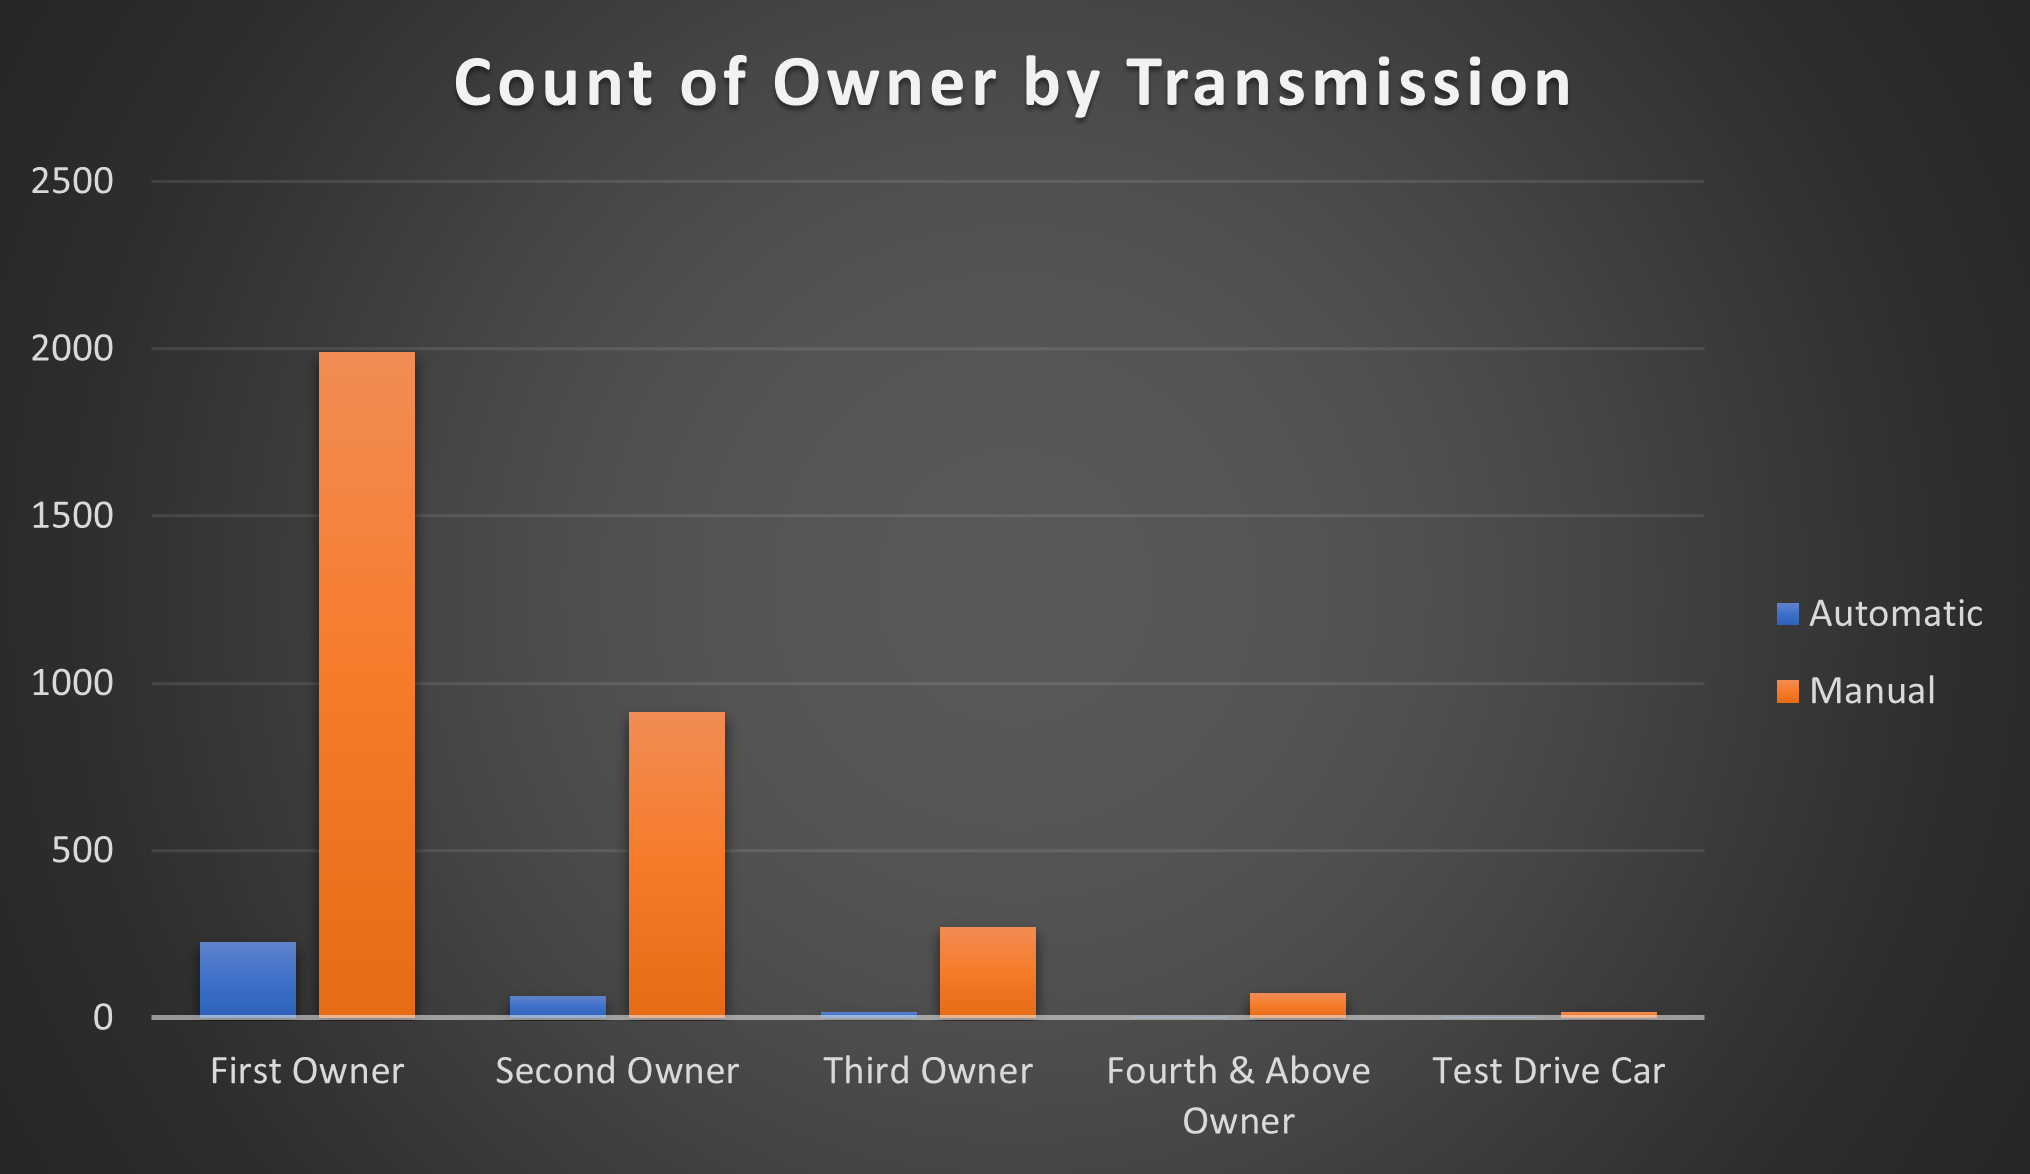 Count of Owner by Transmission
2500
2000
1500
1000
500
0
First Owner
Second Owner
Third Owner
Fourth & Above
Owner
Test Drive Car
Automatic
Manual